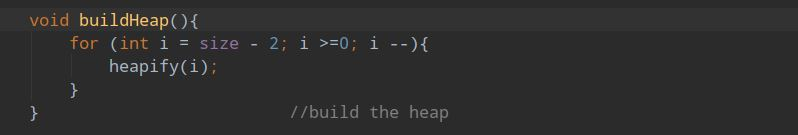 void buildHeap(){
    for (int i = size - 2; i >=0; i --){
        heapify(i);
    }
}                         //build the heap